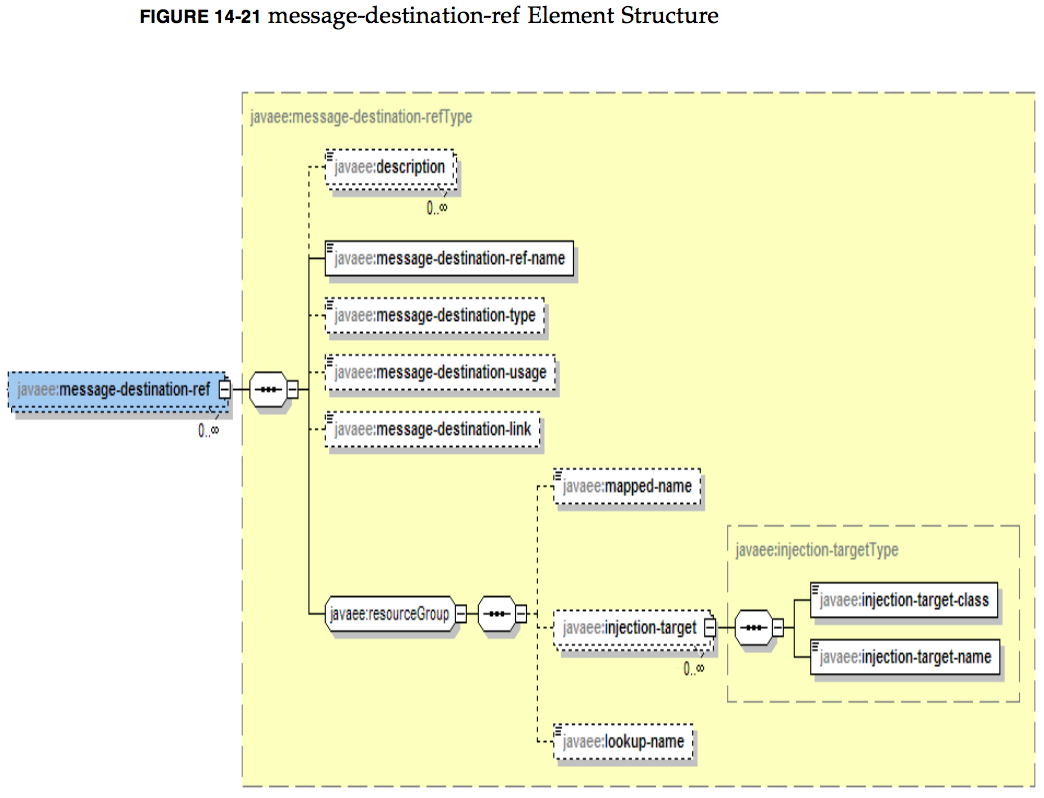 FIGURE 14-21 message-destination-ref Element Structure
javaee:message-destination-refType
javaee:description
0..∞
javaee:message-destination-ref-name
javaee:message-destination-type
javaee:message-destination-usage
javaee:message-destination-ref
0..∞
javaee:message-destination-link
javaee:mapped-name
javaee:injection-targetType
javaee:injection-target-class
javaee:resourceGroup
javaee:injection-target
0..∞
javaee:injection-target-name
javaee:lookup-name